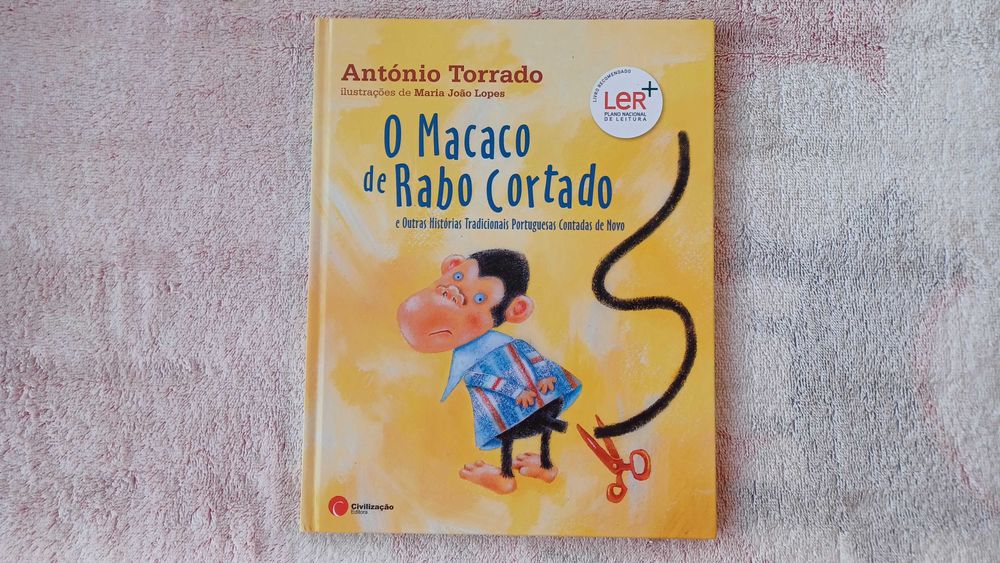 António Torrado
ilustrações de Maria João Lopes
LIVRO RECOMENDADO
LeR+
PLANO NACIONAL
DE LEITURA
O Macaco
de Rabo Cortado
e Outras Histórias Tradicionais Portuguesas Contadas de Novo
Civilização
Editora